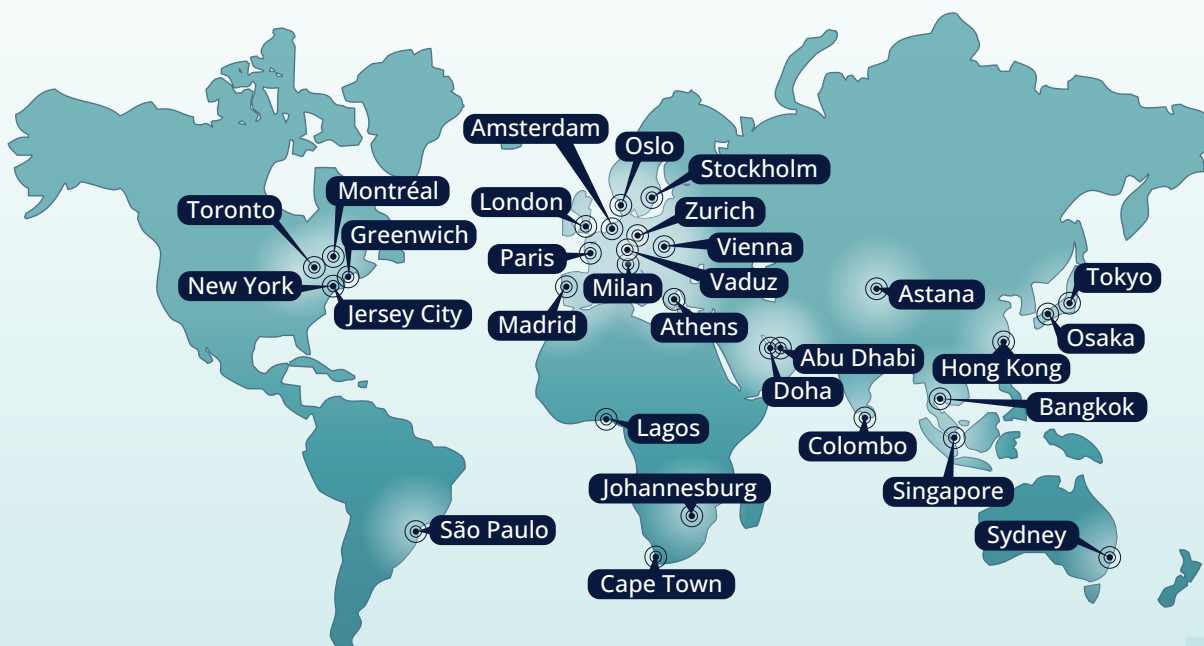 Amsterdam
Oslo
Stockholm
Montréal
London
Toronto
Zurich
Greenwich
Vienna
Paris
Tokyo
New York
Milan
Vaduz
Astana
Jersey City
Madrid
Athens
Osaka
Abu Dhabi
Hong Kong
Doha
Bangkok
Lagos
Colombo
Johannesburg
Singapore
São Paulo
Sydney
Cape Town